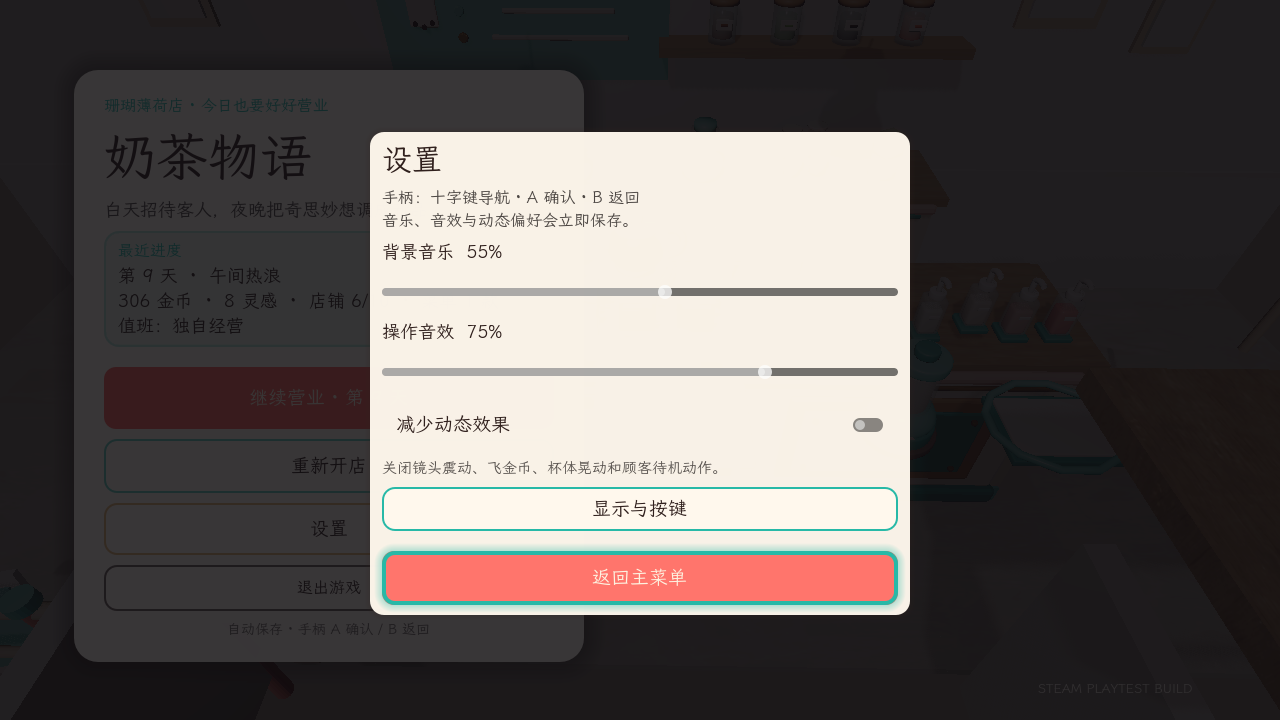 珊瑚薄荷店・今日也要好好营业
奶茶物语
白天招待客人，夜晚把奇思妙想调
最近进度
第 9 天 ・ 午间热浪
306 金币 ・ 8 灵感 ・ 店铺 6/
值班：独自经营
继续营业・第
重新开店
设置
退出游戏
自动保存・手柄 A 确认 / B 返回
设置
手柄：十字键导航・A 确认・B 返回
音乐、音效与动态偏好会立即保存。
背景音乐 55%
操作音效 75%
减少动态效果
关闭镜头震动、飞金币、杯体晃动和顾客待机动作。
显示与按键
返回主菜单
STEAM PLAYTEST BUILD